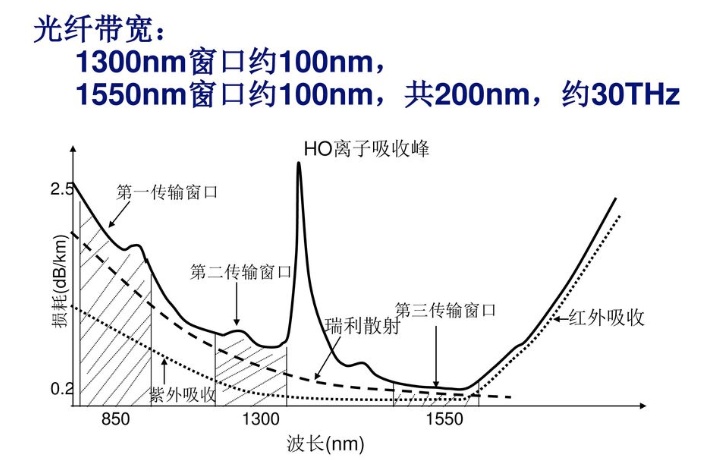 光纤带宽：
1300nm窗口约100nm，
1550nm窗口约100nm，共200nm，约30THz
HO离子吸收峰
2.5
第一传输窗口
第二传输窗口
损耗(dB/km)
瑞利散射
第三传输窗口
红外吸收
0.2
紫外吸收
850
1300
1550
波长(nm)